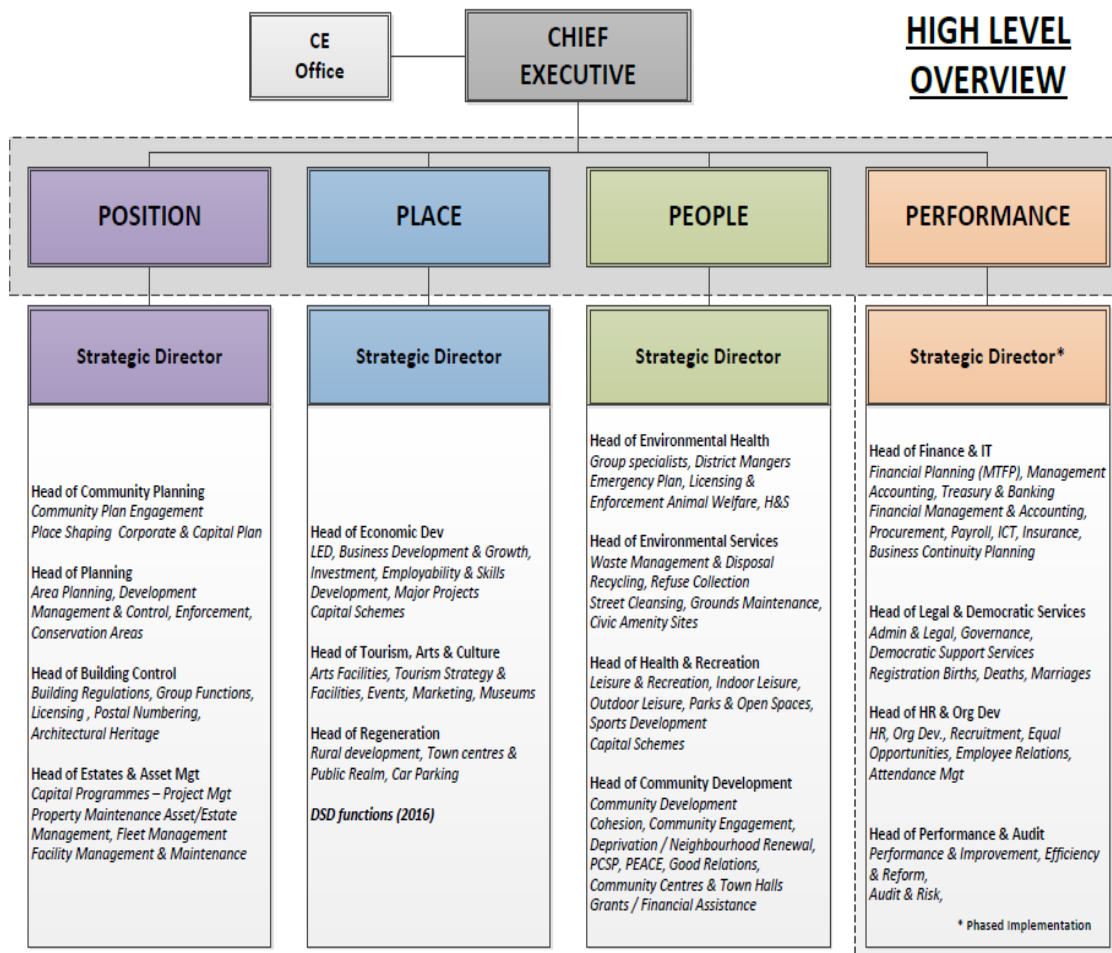 CE
Office
CHIEF
EXECUTIVE
HIGH LEVEL
OVERVIEW
POSITION
PLACE
PEOPLE
PERFORMANCE
Strategic Director
Strategic Director
Strategic Director
Strategic Director*
Head of Community Planning
Community Plan Engagement
Place Shaping Corporate & Capital Plan
Head of Planning
Area Planning, Development
Management & Control, Enforcement,
Conservation Areas
Head of Building Control
Building Regulations, Group Functions,
Licensing , Postal Numbering,
Architectural Heritage
Head of Estates & Asset Mgt
Capital Programmes – Project Mgt
Property Maintenance Asset/Estate
Management, Fleet Management
Facility Management & Maintenance
Head of Economic Dev
LED, Business Development & Growth,
Investment, Employability & Skills
Development, Major Projects
Capital Schemes
Head of Tourism, Arts & Culture
Arts Facilities, Tourism Strategy &
Facilities, Events, Marketing, Museums
Head of Regeneration
Rural development, Town centres &
Public Realm, Car Parking
DSD functions (2016)
Head of Environmental Health
Group specialists, District Mangers
Emergency Plan, Licensing &
Enforcement Animal Welfare, H&S
Head of Environmental Services
Waste Management & Disposal
Recycling, Refuse Collection
Street Cleansing, Grounds Maintenance,
Civic Amenity Sites
Head of Health & Recreation
Leisure & Recreation, Indoor Leisure,
Outdoor Leisure, Parks & Open Spaces,
Sports Development
Capital Schemes
Head of Community Development
Community Development
Cohesion, Community Engagement,
Deprivation / Neighbourhood Renewal,
PCSP, PEACE, Good Relations,
Community Centres & Town Halls
Grants / Financial Assistance
Head of Finance & IT
Financial Planning (MTFP), Management
Accounting, Treasury & Banking
Financial Management & Accounting,
Procurement, Payroll, ICT, Insurance,
Business Continuity Planning
Head of Legal & Democratic Services
Admin & Legal, Governance,
Democratic Support Services
Registration Births, Deaths, Marriages
Head of HR & Org Dev
HR, Org Dev., Recruitment, Equal
Opportunities, Employee Relations,
Attendance Mgt
Head of Performance & Audit
Performance & Improvement, Efficiency
& Reform,
Audit & Risk,
* Phased Implementation